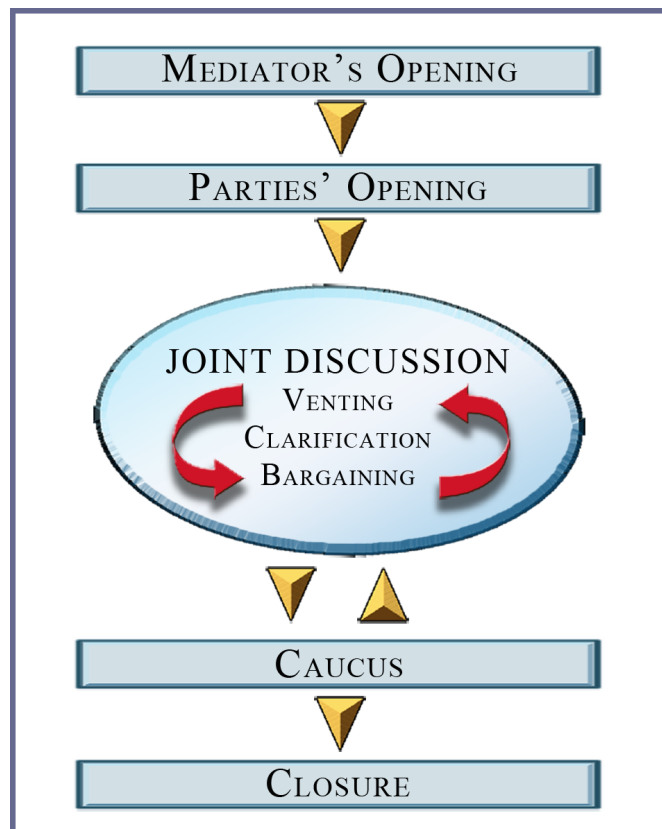 Mediator's Opening
Parties' Opening
JOINT DISCUSSION
Venting
Clarification
Bargaining
Caucus
Closure